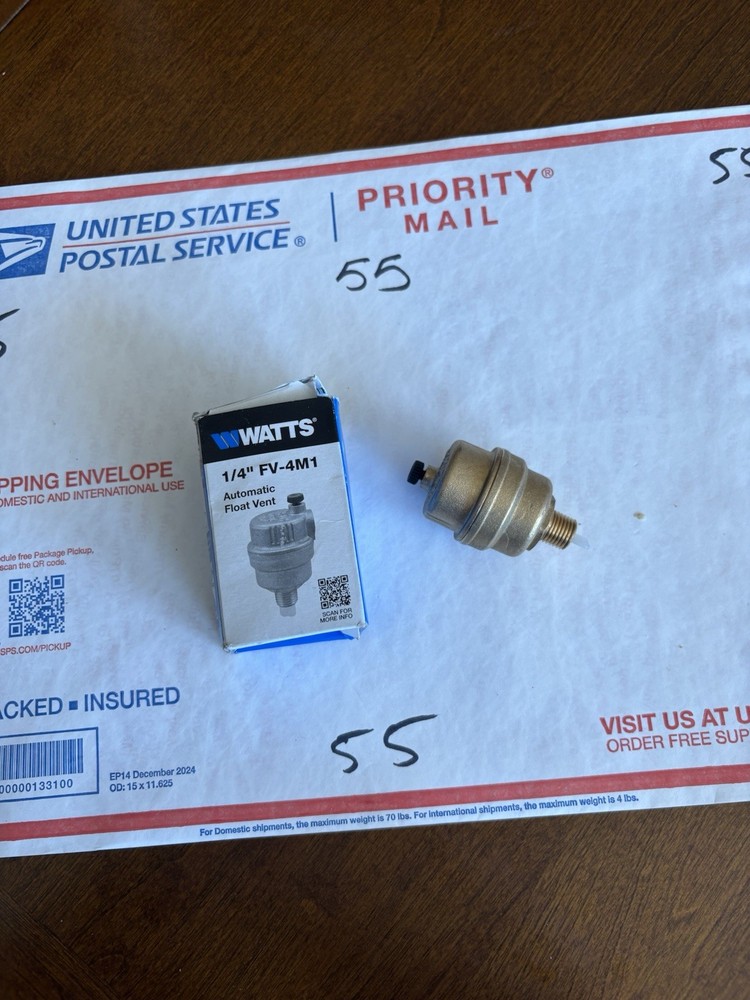 UNITED STATES
POSTAL SERVICE®
PRIORITY®
MAIL
55
55
WATTS®
1/4" FV-4M1
Automatic
Float Vent
SCAN FOR
MORE INFO
PPING ENVELOPE
OMESTIC AND INTERNATIONAL USE
dule free Package Pickup,
scan the QR code.
SPS.COM/PICKUP
ACKED ■ INSURED
00000133100
EP14 December 2024
OD: 15 x 11.625
VISIT US AT U
ORDER FREE SUP
For Domestic shipments, the maximum weight is 70 lbs. For International shipments, the maximum weight is 4 lbs.